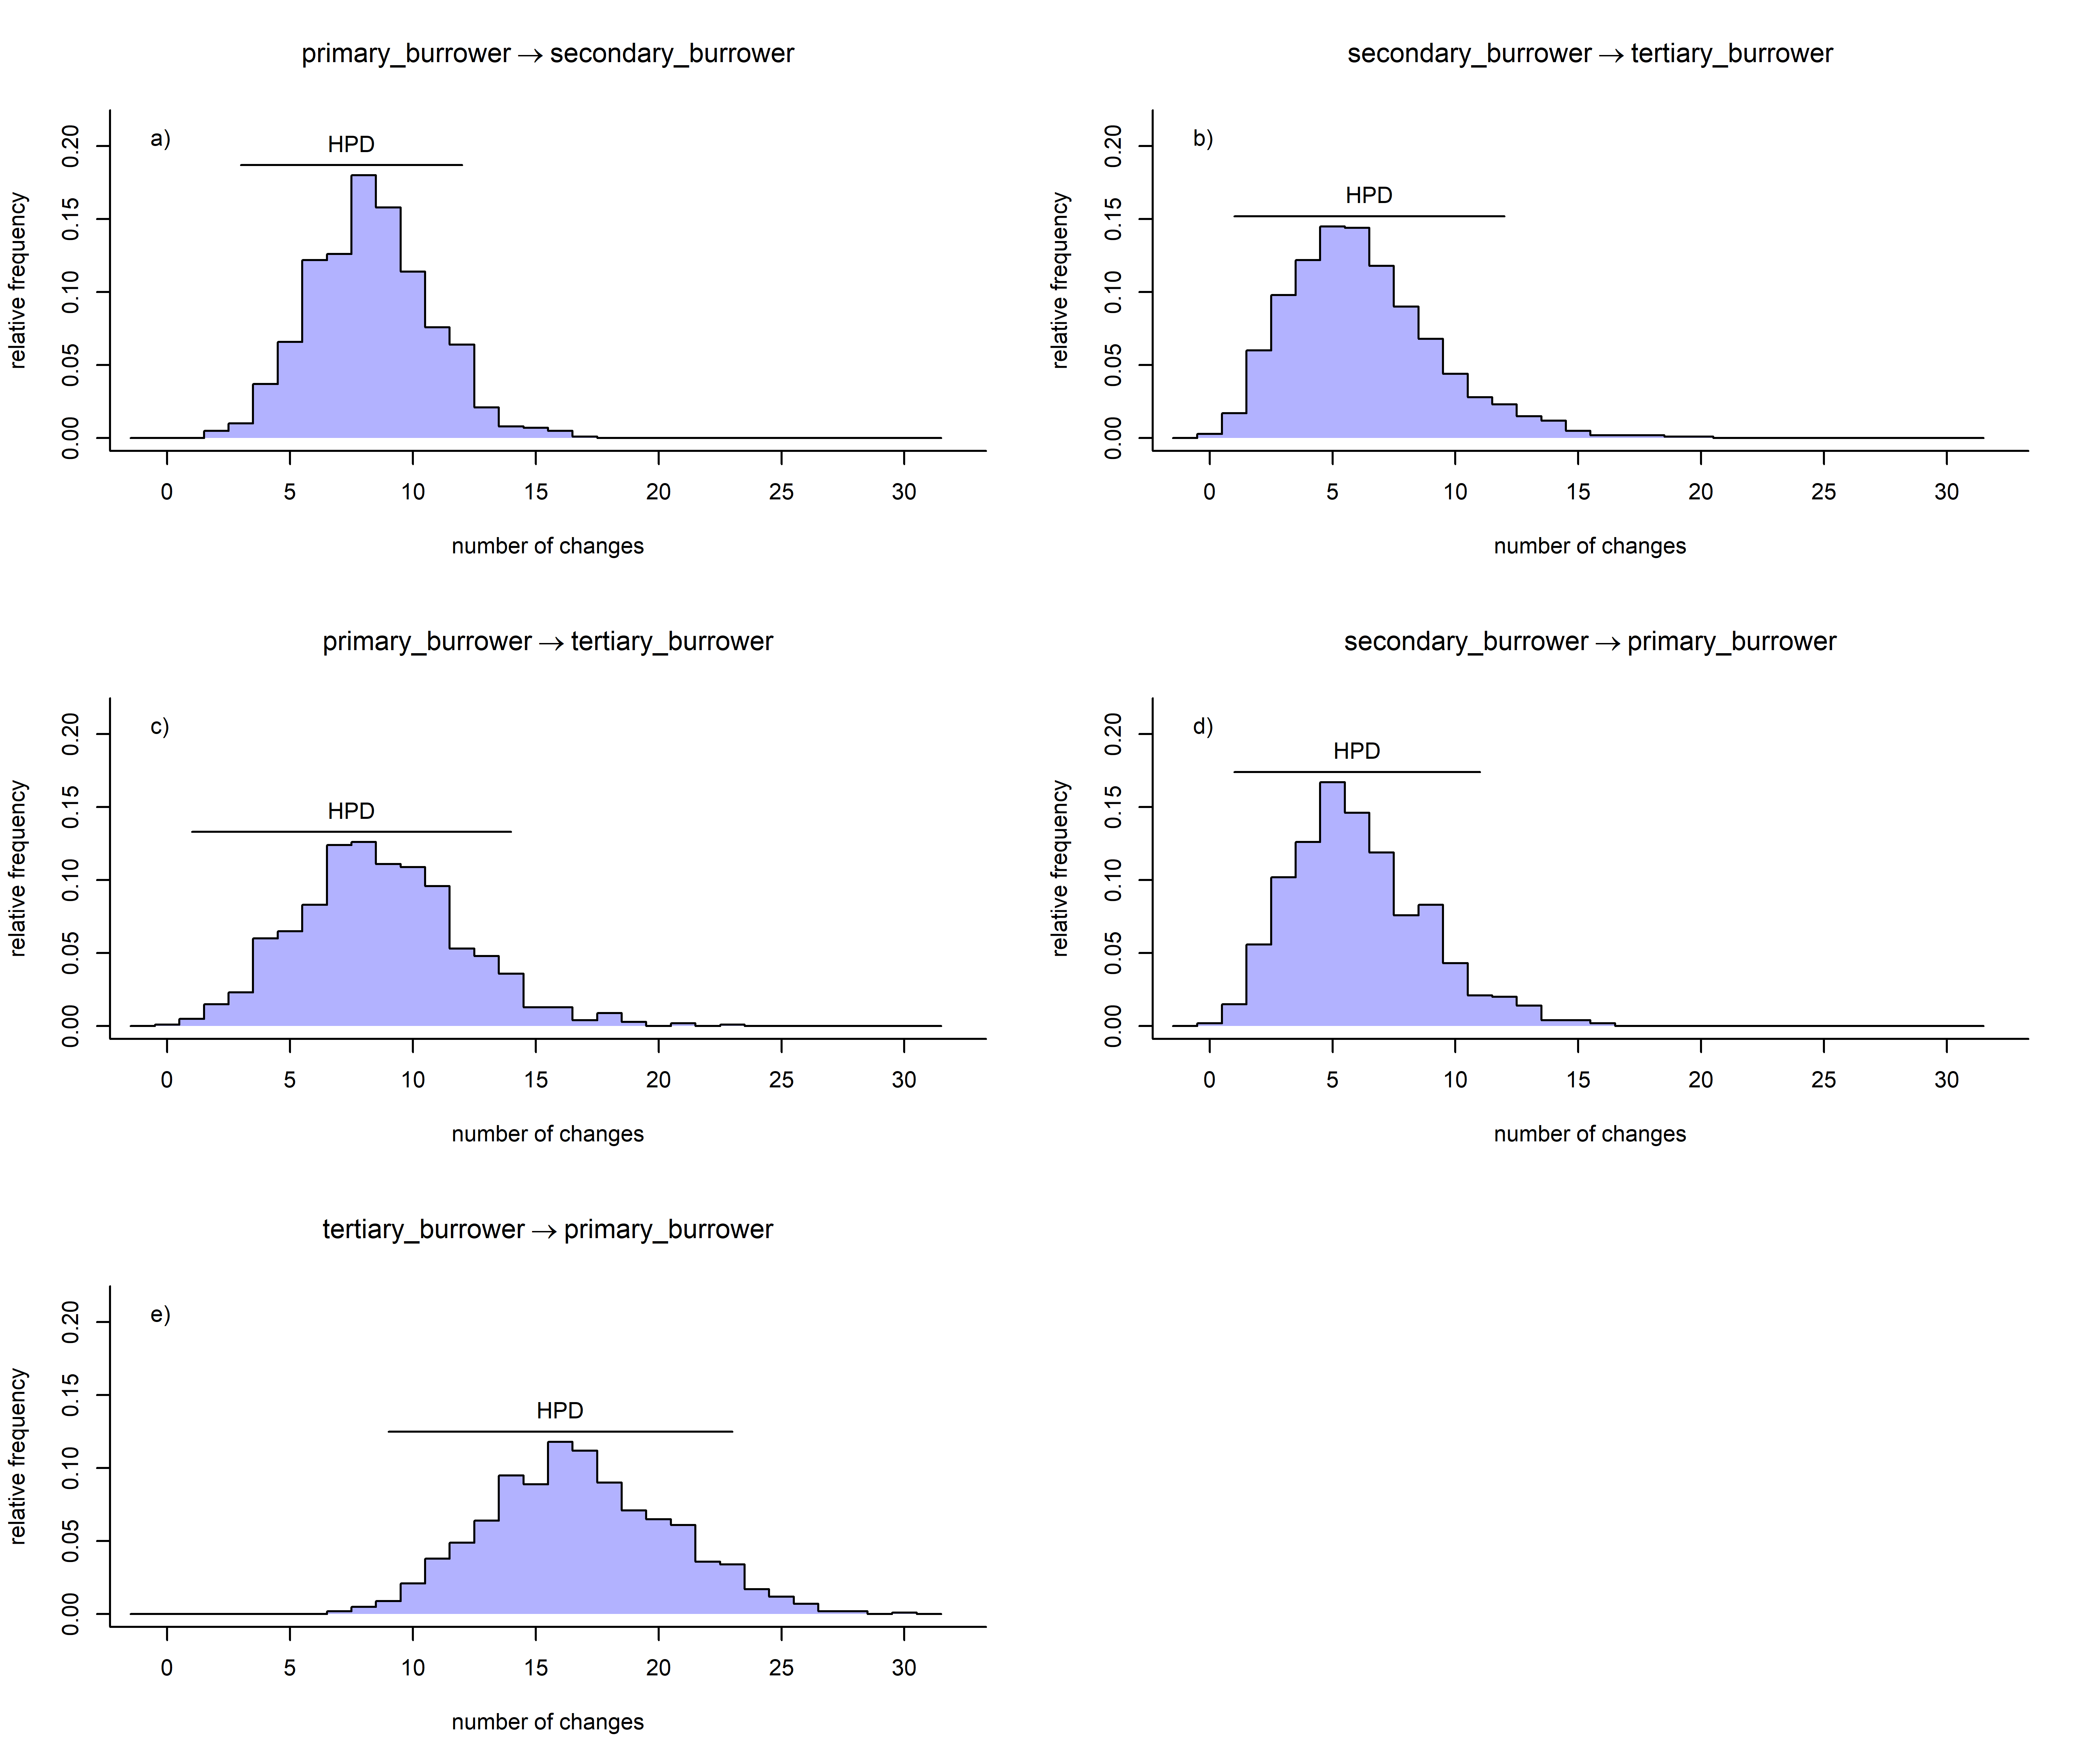 primary_burrower → secondary_burrower
a)
HPD
relative frequency
0.00 0.05 0.10 0.15 0.20
0 5 10 15 20 25 30
number of changes
secondary_burrower → tertiary_burrower
b)
HPD
relative frequency
0.00 0.05 0.10 0.15 0.20
0 5 10 15 20 25 30
number of changes
primary_burrower → tertiary_burrower
c)
HPD
relative frequency
0.00 0.05 0.10 0.15 0.20
0 5 10 15 20 25 30
number of changes
secondary_burrower → primary_burrower
d)
HPD
relative frequency
0.00 0.05 0.10 0.15 0.20
0 5 10 15 20 25 30
number of changes
tertiary_burrower → primary_burrower
e)
HPD
relative frequency
0.00 0.05 0.10 0.15 0.20
0 5 10 15 20 25 30
number of changes